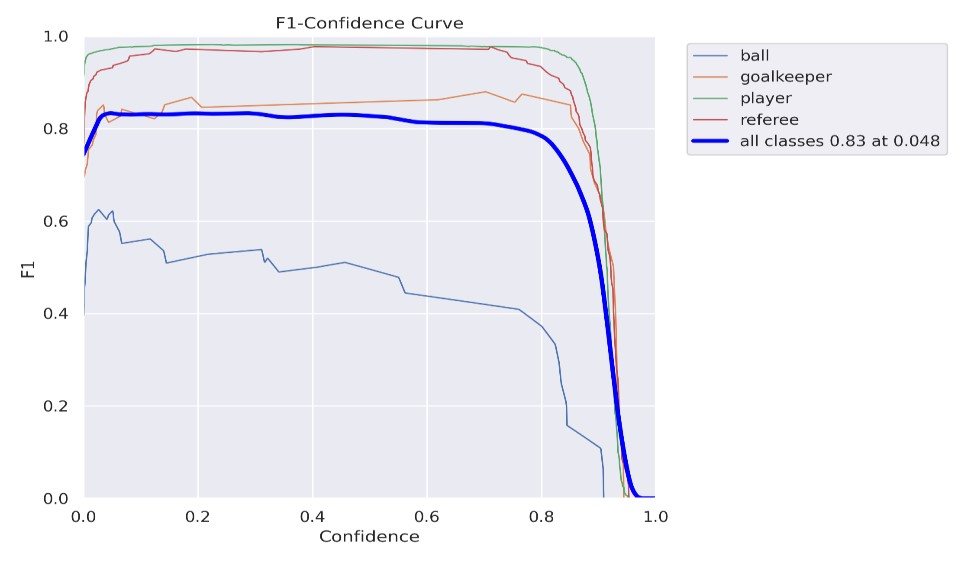 F1-Confidence Curve
1.0
0.8
0.6
0.4
0.2
0.0
F1
0.0 0.2 0.4 0.6 0.8 1.0
Confidence
ball
goalkeeper
player
referee
all classes 0.83 at 0.048